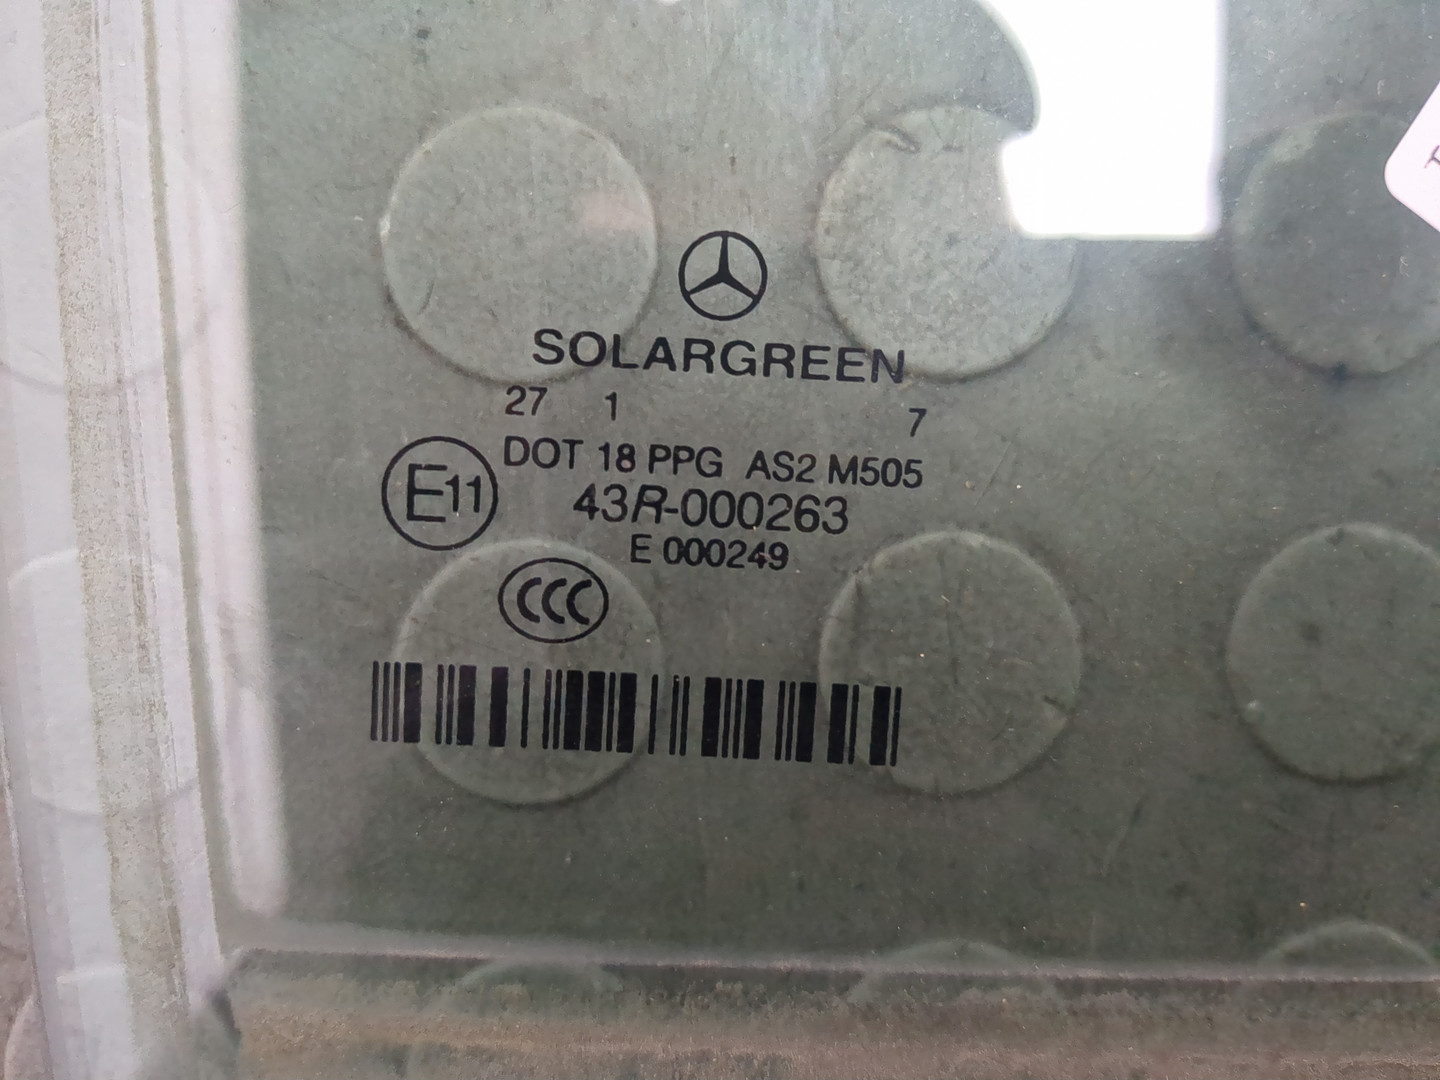 SOLARGREEN
27 1 7
DOT 18 PPG AS2 M505
E11 43R-000263
E 000249
CCC